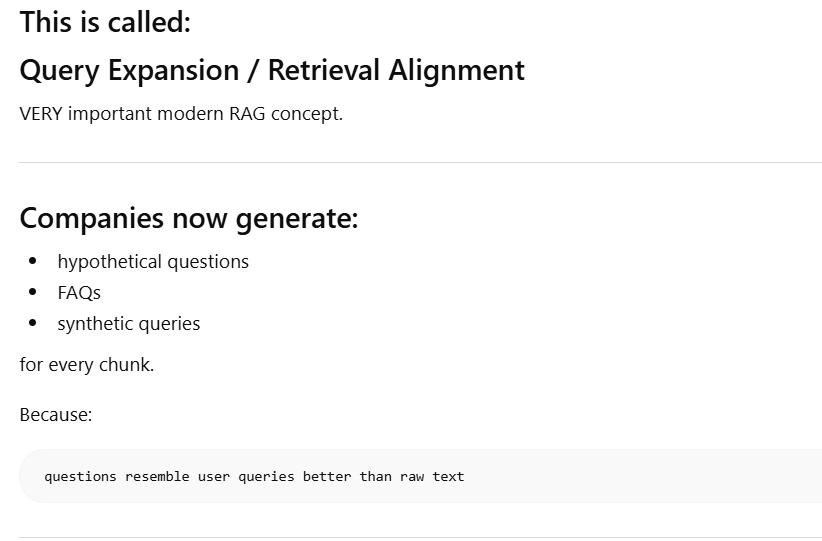 This is called:
Query Expansion / Retrieval Alignment
VERY important modern RAG concept.
Companies now generate:
hypothetical questions
FAQs
synthetic queries
for every chunk.
Because:
questions resemble user queries better than raw text